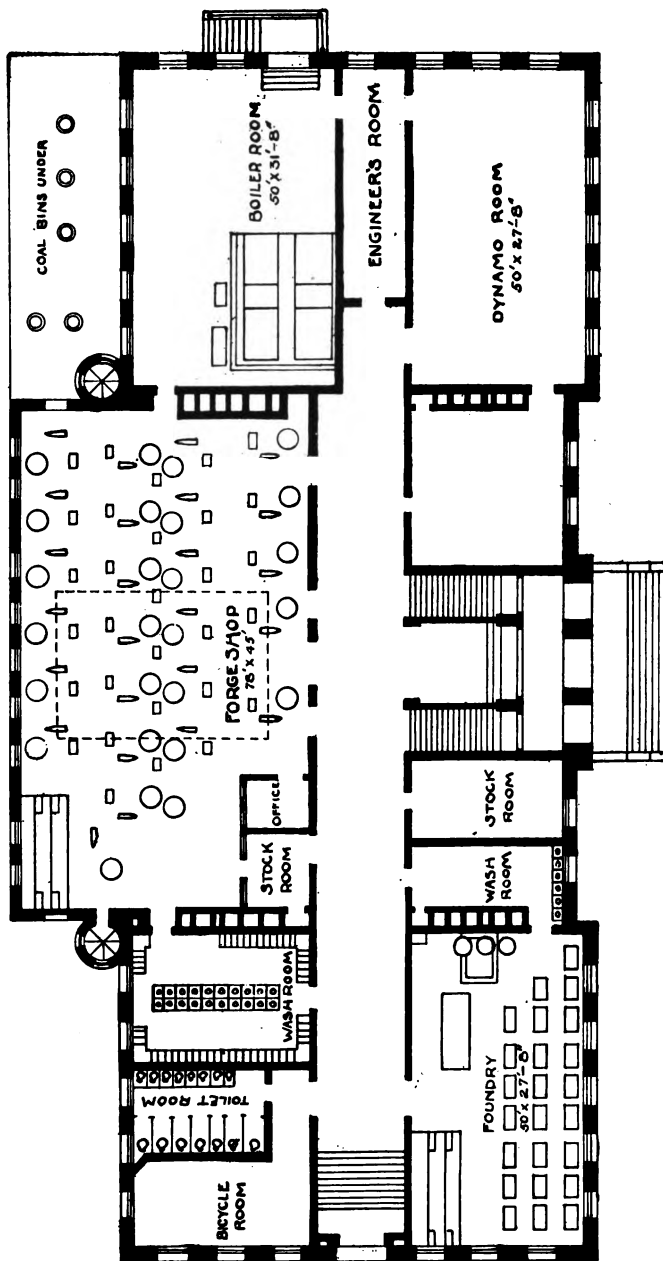 COAL BINS UNDER
BOILER ROOM
50'X31'-8"
ENGINEER'S ROOM
DYNAMO ROOM
50'X27'-8"
FORGE SHOP
78'X45'
OFFICE
STOCK
ROOM
STOCK
ROOM
WASH
ROOM
WASH ROOM
TOILET ROOM
BICYCLE
ROOM
FOUNDRY
50'X27'-8"